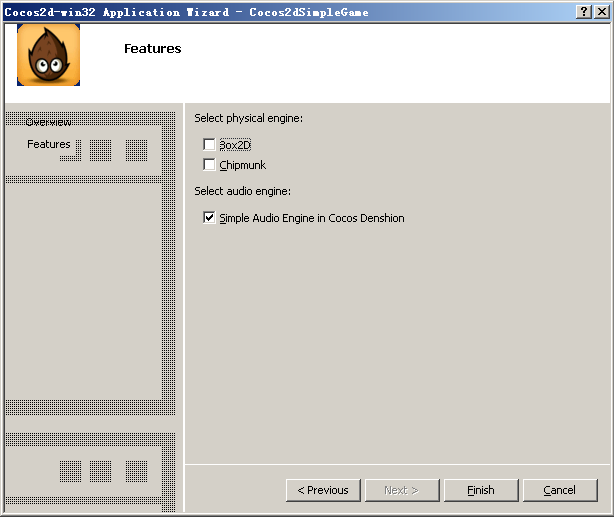 Cocos2d-win32 Application Wizard - Cocos2dSimpleGame
Features
Overview
Features
Select physical engine:
Box2D
Chipmunk
Select audio engine:
Simple Audio Engine in Cocos Denshion
< Previous
Next >
Finish
Cancel